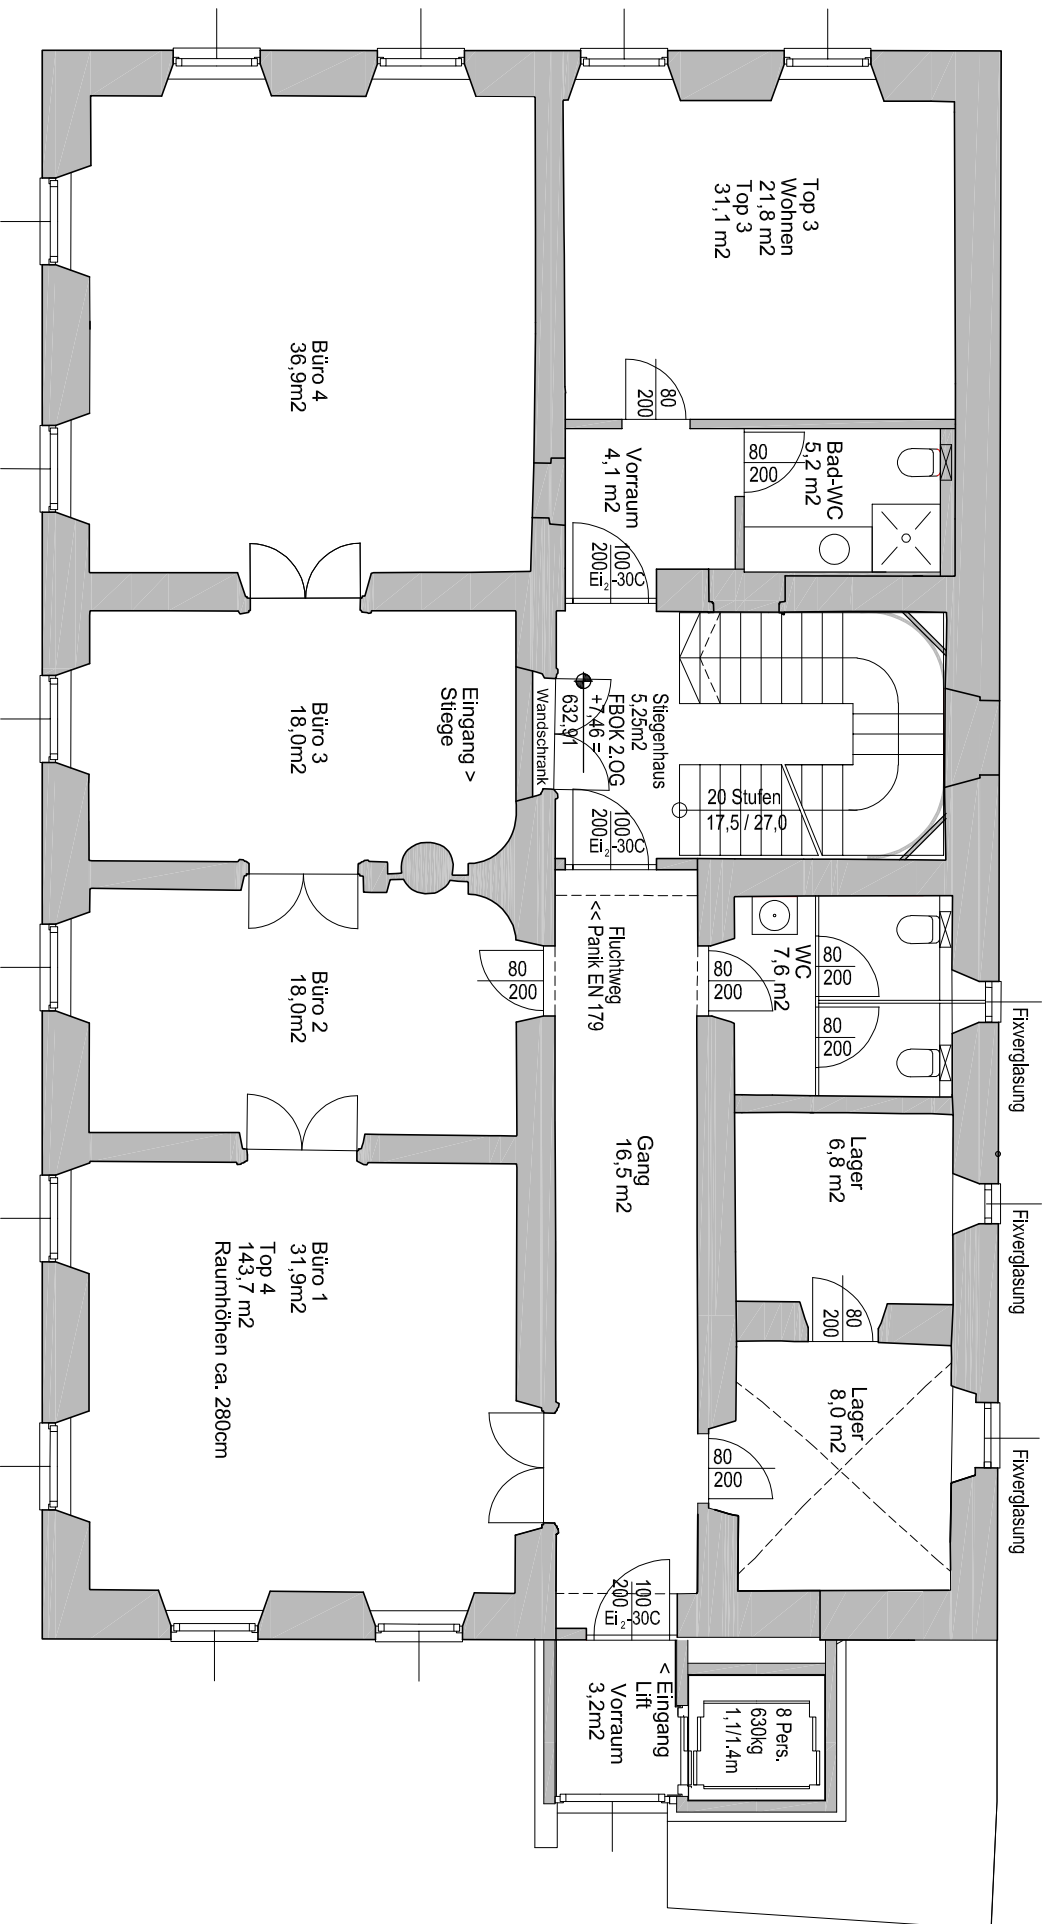 Top 3
Wohnen
21,8 m2
Top 3
31,1 m2
Büro 4
36,9m2
80
200
Vorraum
4,1 m2
80
200
Bad-WC
5,2 m2
100
200
Ei2-30C
Stiegenhaus
5,25m2
FBOK 2.OG
+7,46 =
632,91
Wandschrank
Eingang >
Stiege
Büro 3
18,0m2
20 Stufen
17,5 / 27,0
100
200
Ei2-30C
Fluchtweg
<< Panik EN 179
80
200
80
200
WC
7,6 m2
80
200
80
200
Fixverglasung
Büro 2
18,0m2
Gang
16,5 m2
Lager
6,8 m2
Fixverglasung
80
200
Lager
8,0 m2
Fixverglasung
80
200
Büro 1
31,9m2
Top 4
143,7 m2
Raumhöhen ca. 280cm
100
200
Ei2-30C
< Eingang
Lift
Vorraum
3,2m2
8 Pers.
630kg
1,1/1.4m